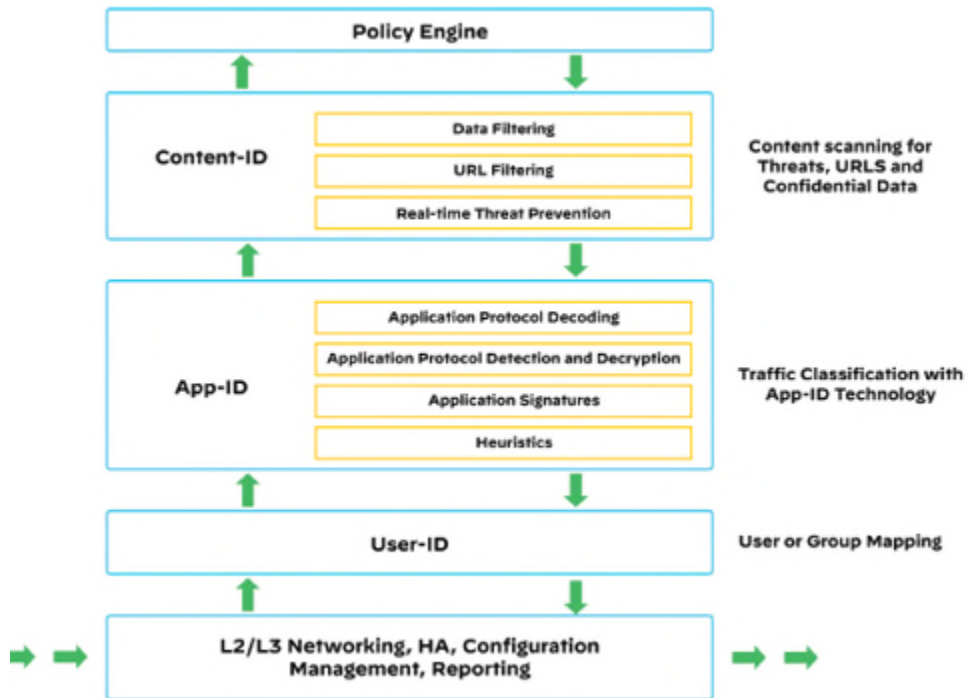 Policy Engine
Content-ID
Data Filtering
URL Filtering
Real-time Threat Prevention
Content scanning for
Threats, URLS and
Confidential Data
App-ID
Application Protocol Decoding
Application Protocol Detection and Decryption
Application Signatures
Heuristics
Traffic Classification with
App-ID Technology
User-ID
User or Group Mapping
L2/L3 Networking, HA, Configuration
Management, Reporting